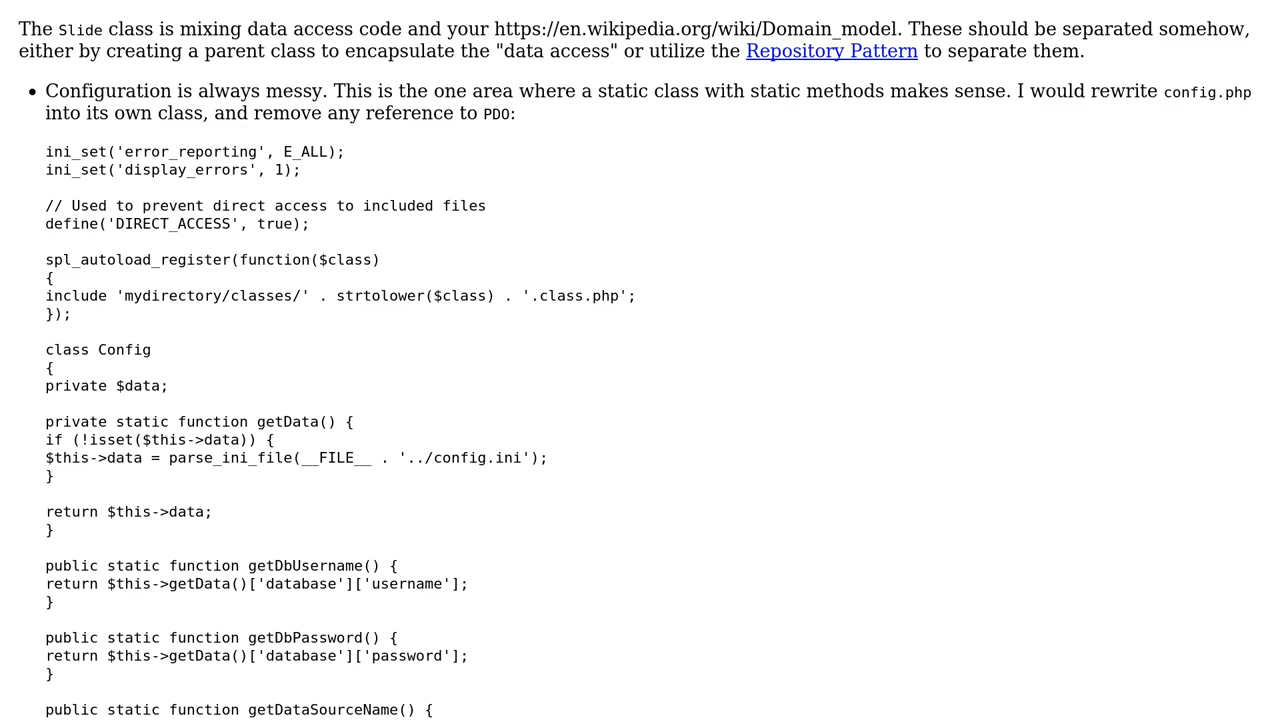 The Slide class is mixing data access code and your https://en.wikipedia.org/wiki/Domain_model. These should be separated somehow,
either by creating a parent class to encapsulate the "data access" or utilize the Repository Pattern to separate them.
• Configuration is always messy. This is the one area where a static class with static methods makes sense. I would rewrite config.php
into its own class, and remove any reference to PDO:
ini_set('error_reporting', E_ALL);
ini_set('display_errors', 1);
// Used to prevent direct access to included files
define('DIRECT_ACCESS', true);
spl_autoload_register(function($class)
{
include 'mydirectory/classes/' . strtolower($class) . '.class.php';
});
class Config
{
private $data;
private static function getData() {
if (!isset($this->data)) {
$this->data = parse_ini_file(__FILE__ . '../config.ini');
}
return $this->data;
}
public static function getDbUsername() {
return $this->getData()['database']['username'];
}
public static function getDbPassword() {
return $this->getData()['database']['password'];
}
public static function getDataSourceName() {